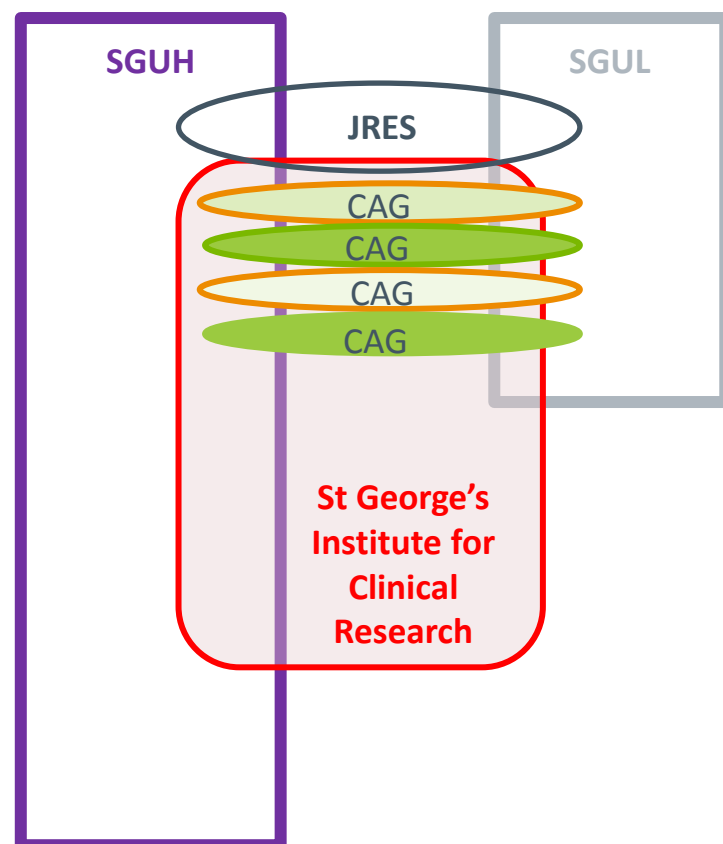 SGUH
SGUL
JRES
CAG
CAG
CAG
CAG
St George’s
Institute for
Clinical
Research